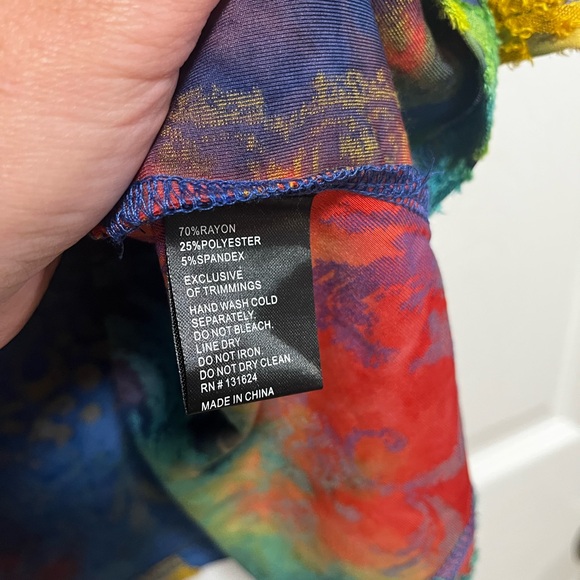 70%RAYON
25%POLYESTER
5%SPANDEX
EXCLUSIVE
OF TRIMMINGS
HAND WASH COLD
SEPARATELY.
DO NOT BLEACH.
LINE DRY
DO NOT IRON.
DO NOT DRY CLEAN.
RN # 131624
MADE IN CHINA